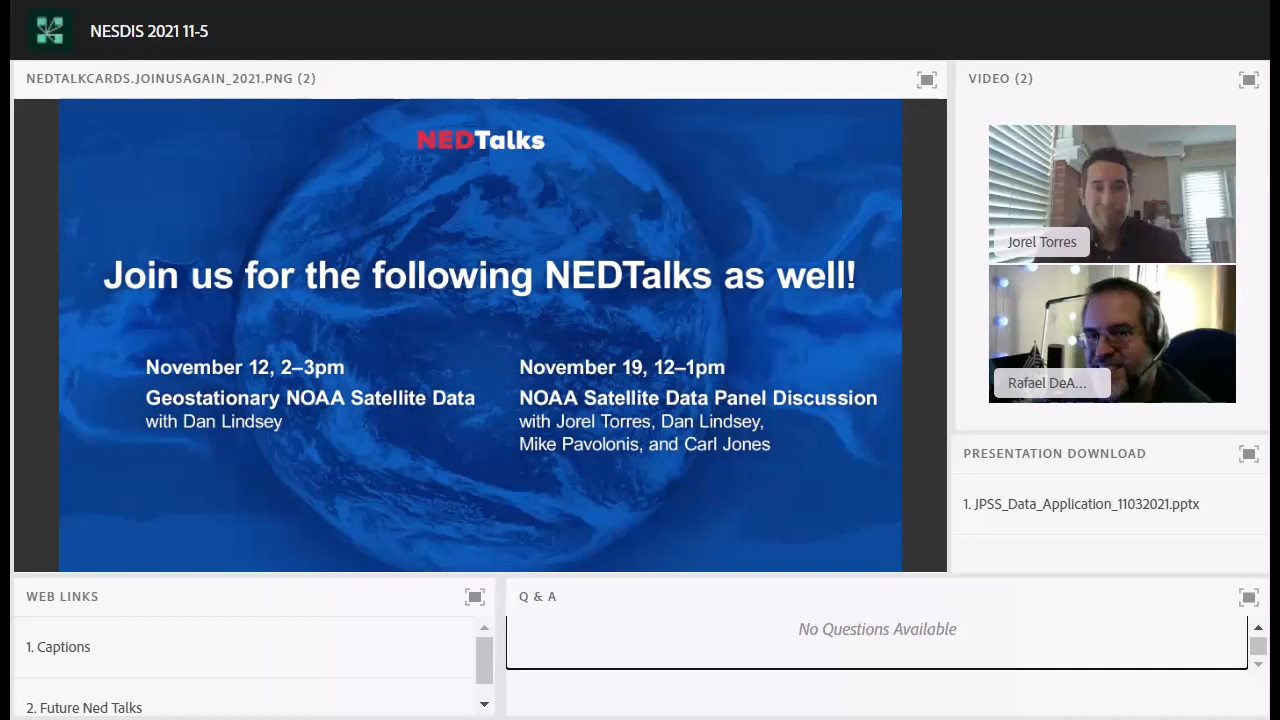 NESDIS 2021 11-5
NEDTALKCARDS.JOINUSAGAIN_2021.PNG (2)
VIDEO (2)
NEDTalks
Join us for the following NEDTalks as well!
November 12, 2–3pm
Geostationary NOAA Satellite Data
with Dan Lindsey
November 19, 12–1pm
NOAA Satellite Data Panel Discussion
with Jorel Torres, Dan Lindsey,
Mike Pavolonis, and Carl Jones
Jorel Torres
Rafael DeA...
PRESENTATION DOWNLOAD
1. JPSS_Data_Application_11032021.pptx
WEB LINKS
1. Captions
2. Future Ned Talks
Q & A
No Questions Available